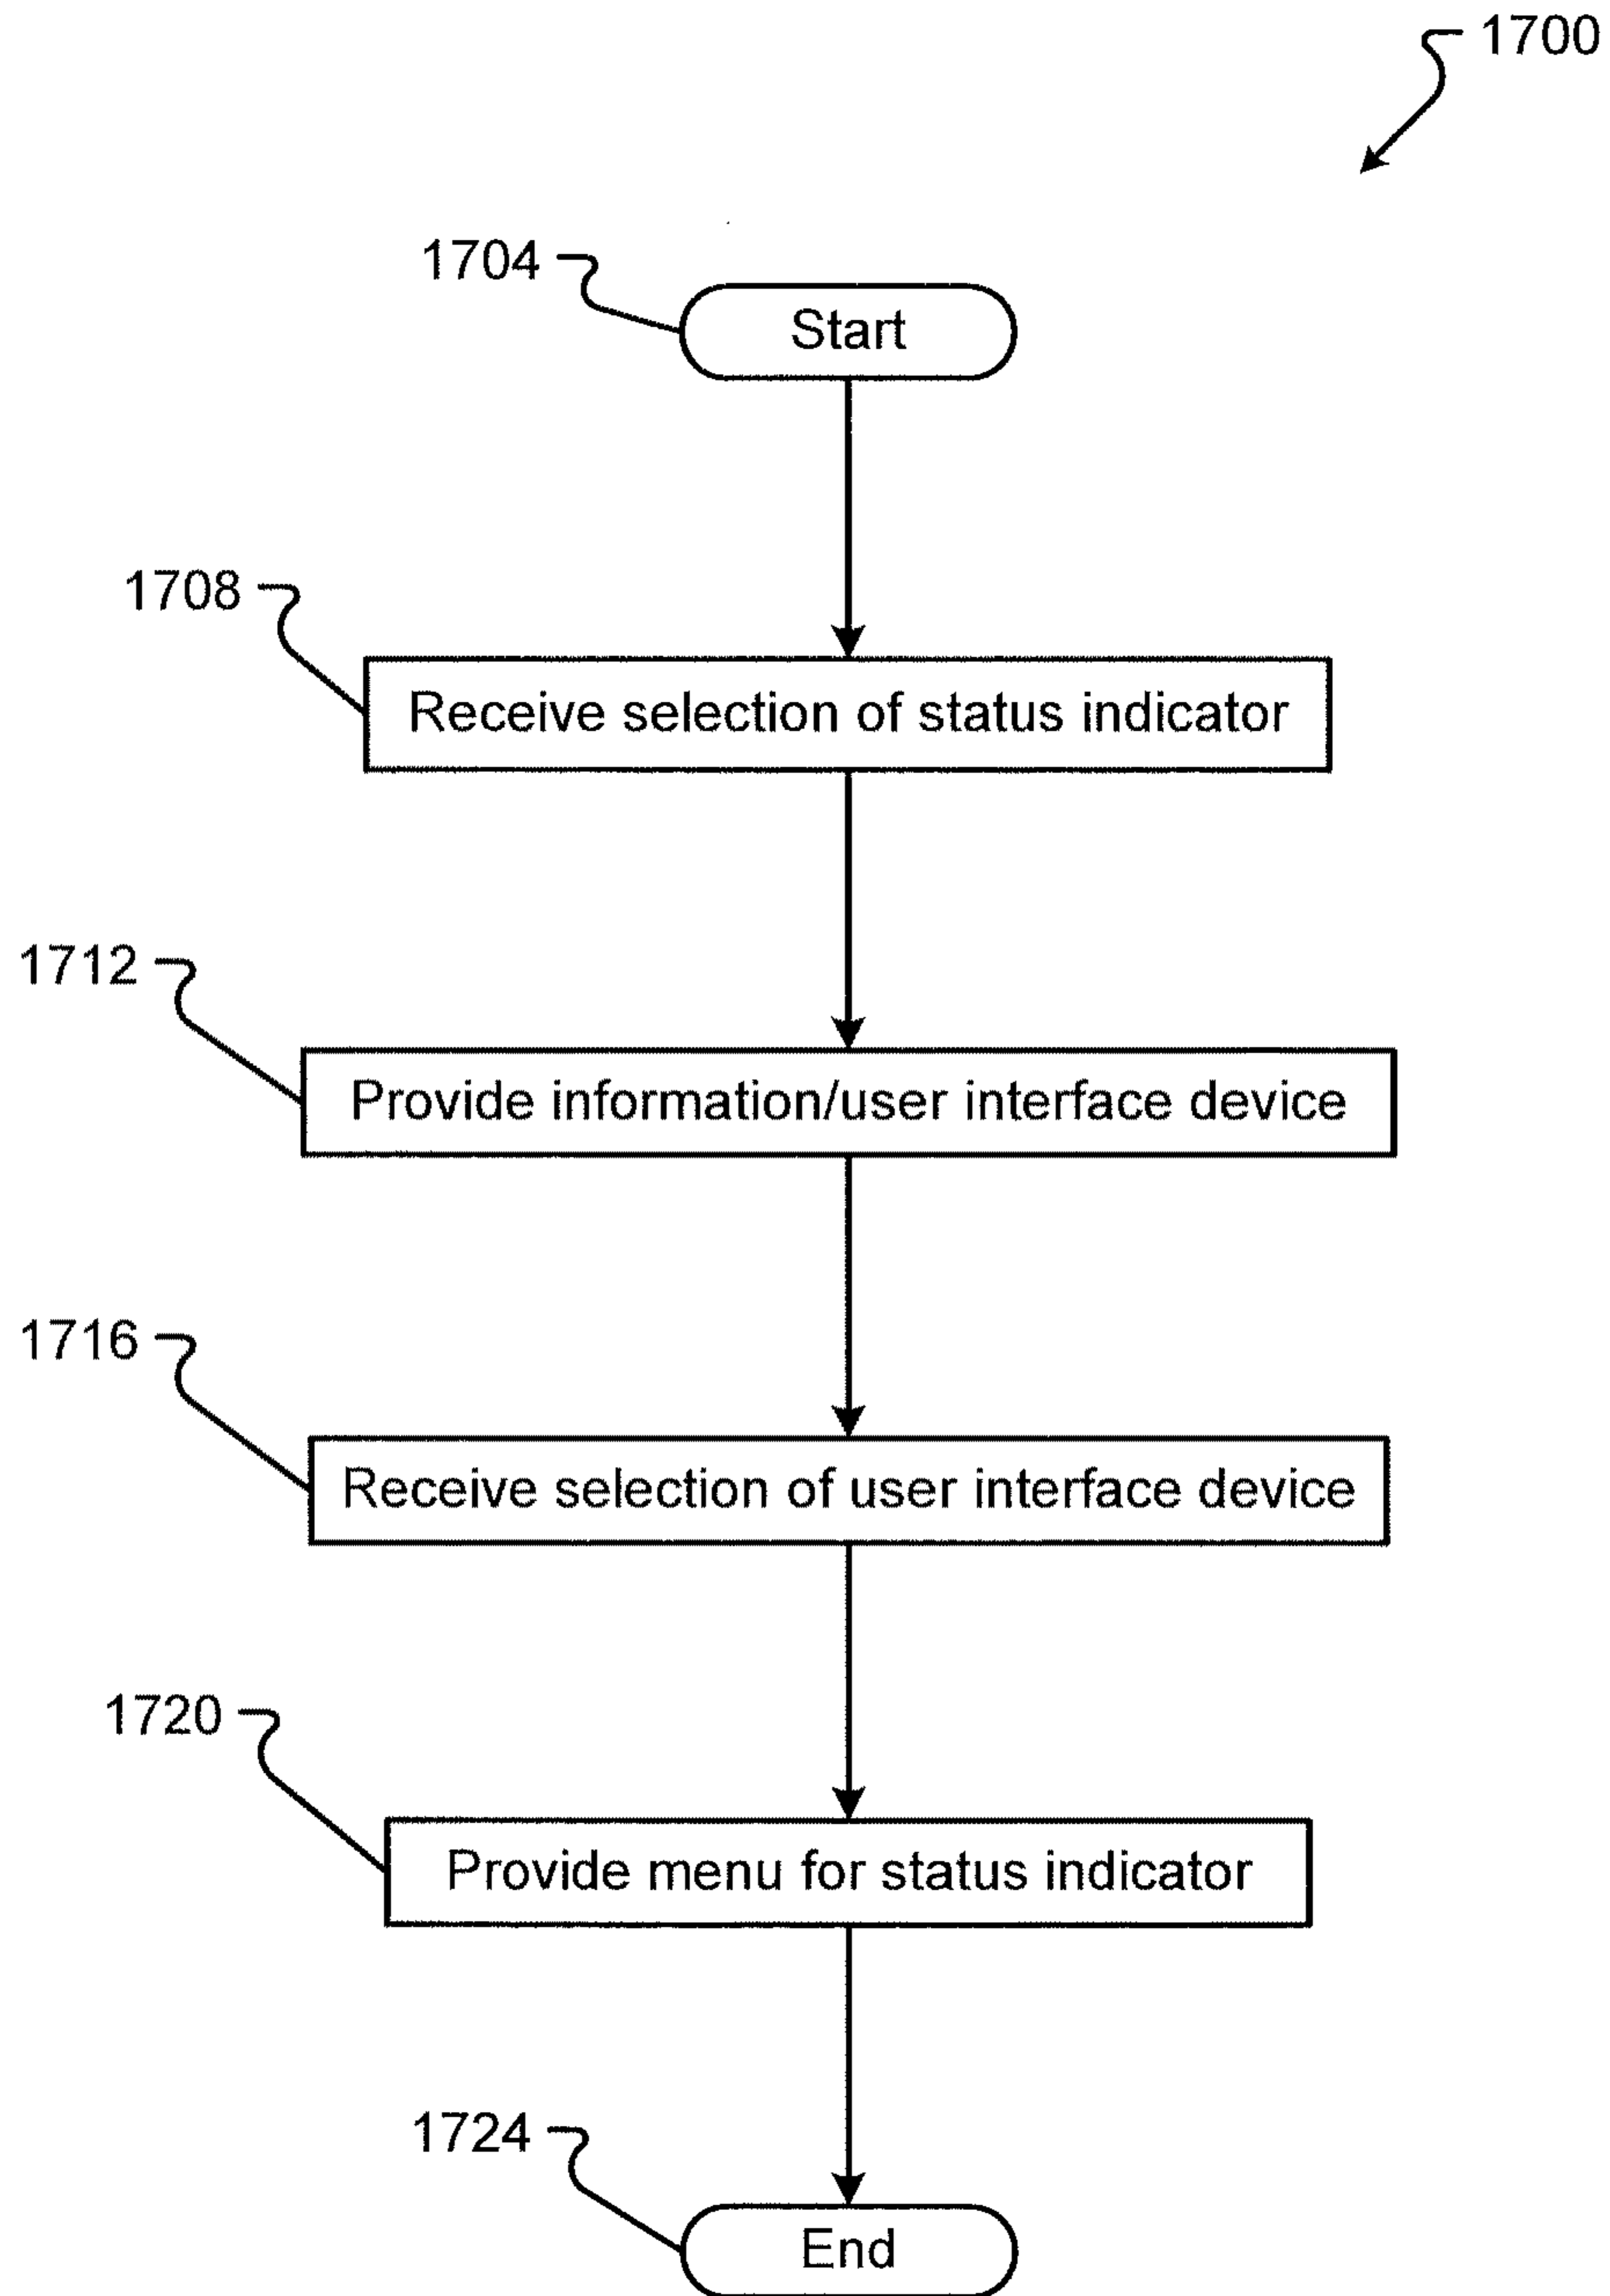 1700
1704
Start
1708
Receive selection of status indicator
1712
Provide information/user interface device
1716
Receive selection of user interface device
1720
Provide menu for status indicator
1724
End